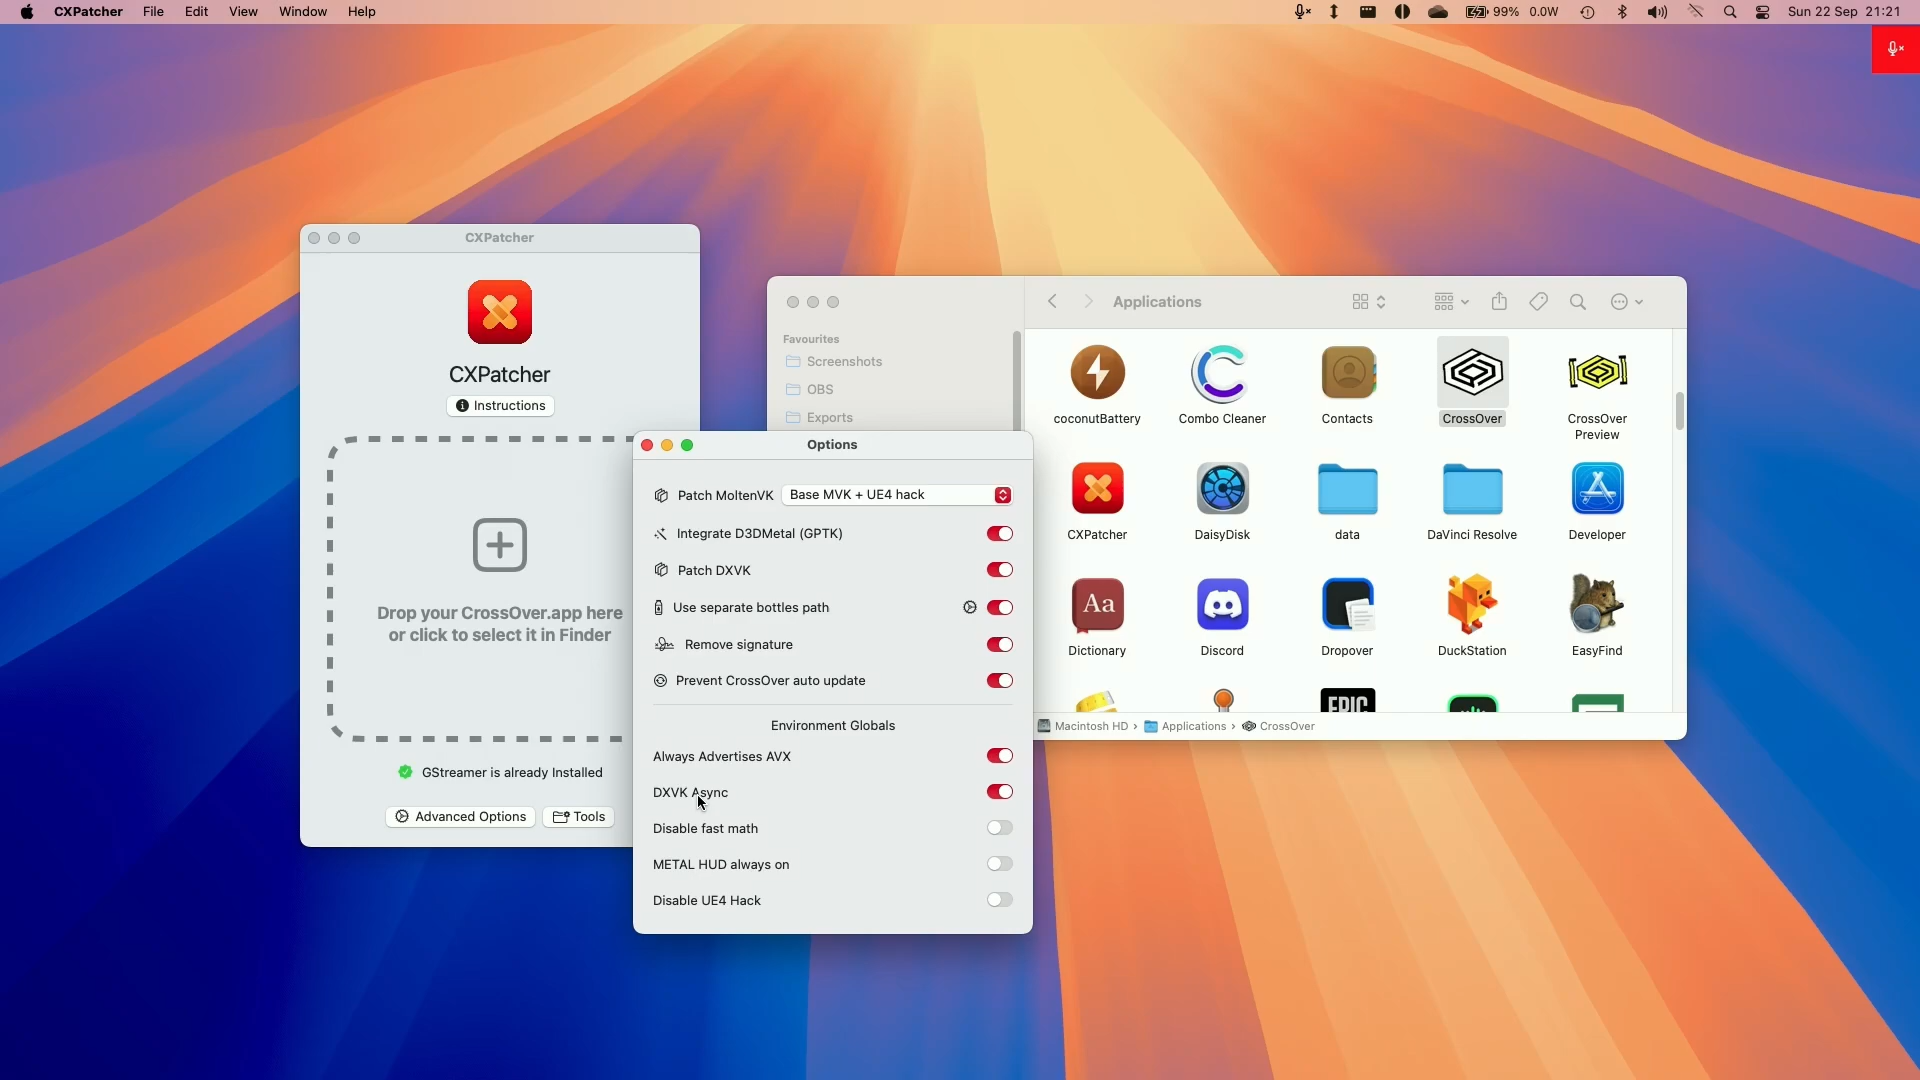 CXPatcher File Edit View Window Help
99% 0.0W Sun 22 Sep 21:21
CXPatcher
CXPatcher
Instructions
Drop your CrossOver.app here
or click to select it in Finder
GStreamer is already Installed
Advanced Options Tools
Options
Patch MoltenVK Base MVK + UE4 hack
Integrate D3DMetal (GPTK)
Patch DXVK
Use separate bottles path
Remove signature
Prevent CrossOver auto update
Environment Globals
Always Advertises AVX
DXVK Async
Disable fast math
METAL HUD always on
Disable UE4 Hack
Applications
Favourites
Screenshots
OBS
Exports
coconutBattery Combo Cleaner Contacts CrossOver CrossOver
Preview
CXPatcher DaisyDisk data DaVinci Resolve Developer
Aa
Dictionary Discord Dropover DuckStation EasyFind
EPIC
Macintosh HD › Applications › CrossOver